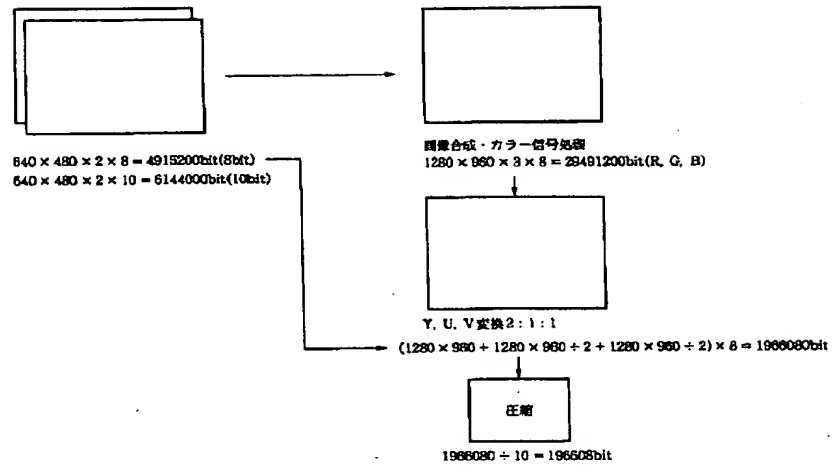 640 × 480 × 2 × 8 = 4915200bit(8bit)
640 × 480 × 2 × 10 = 6144000bit(10bit)
画像合成・カラー信号処理
1280 × 960 × 3 × 8 = 29491200bit(R, G, B)
Y, U, V変換2 : 1 : 1
(1280 × 960 + 1280 × 960 ÷ 2 + 1280 × 960 ÷ 2) × 8 = 1966080bit
圧縮
1966080 ÷ 10 = 196608bit